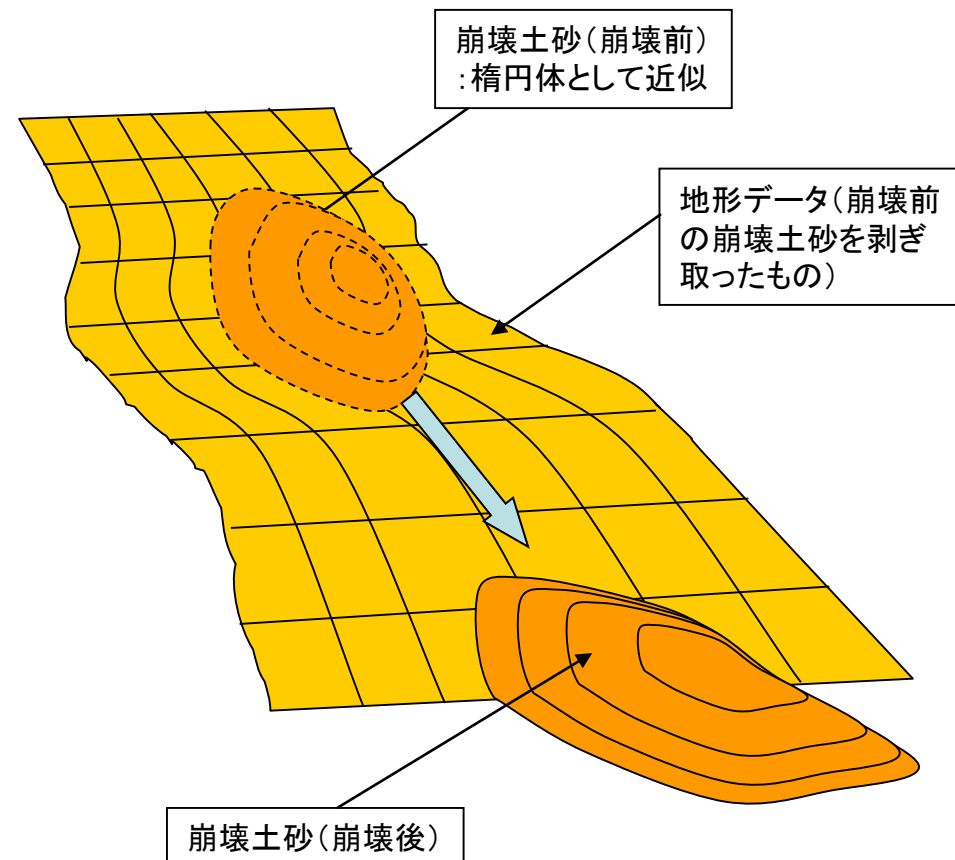 崩壊土砂（崩壊前）
：楕円体として近似
地形データ（崩壊前
の崩壊土砂を剥ぎ
取ったもの）
崩壊土砂（崩壊後）